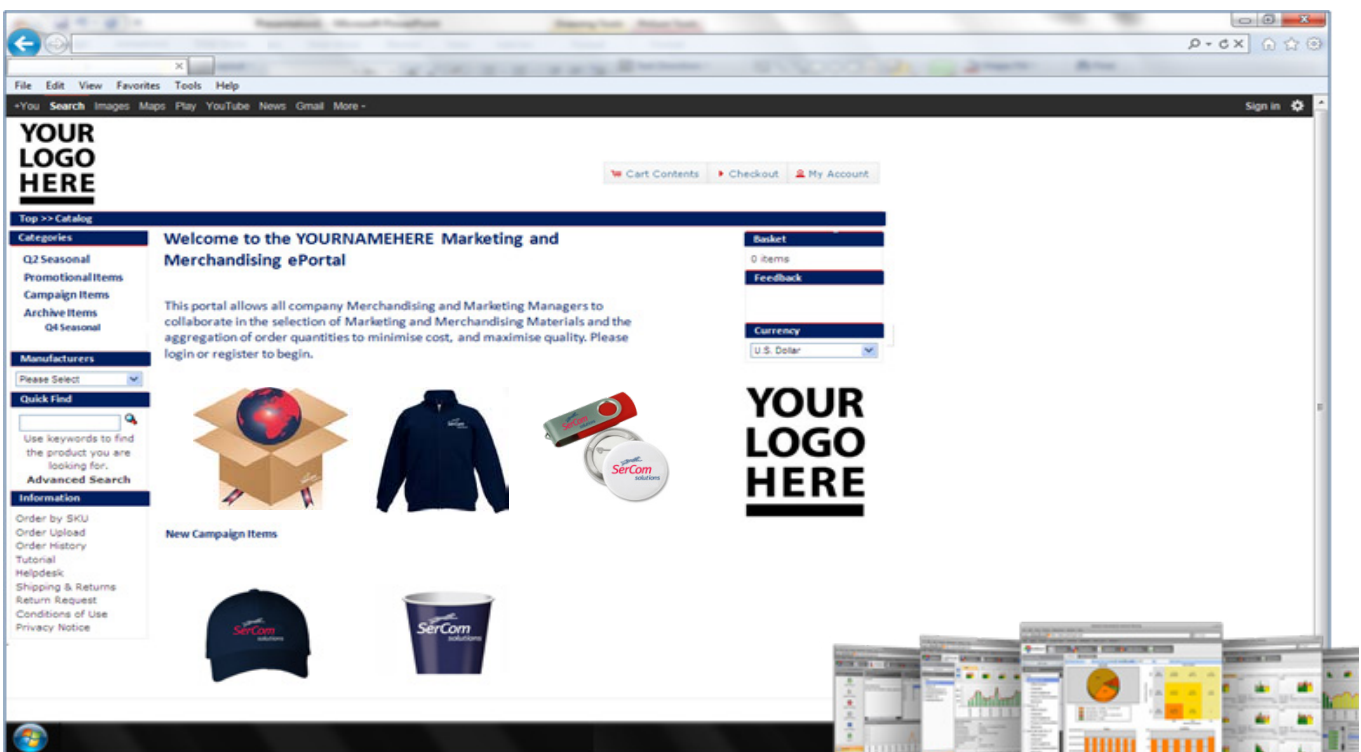 File Edit View Favorites Tools Help
+You Search Images Maps Play YouTube News Gmail More
Sign in
YOUR
LOGO
HERE
Cart Contents Checkout My Account
Top >> Catalog
Categories
Q2 Seasonal
Promotional Items
Campaign Items
Archive Items
Q4 Seasonal
Manufacturers
Please Select
Quick Find
Use keywords to find
the product you are
looking for.
Advanced Search
Information
Order by SKU
Order Upload
Order History
Tutorial
Helpdesk
Shipping & Returns
Return Request
Conditions of Use
Privacy Notice
Welcome to the YOURNAMEHERE Marketing and
Merchandising ePortal
This portal allows all company Merchandising and Marketing Managers to
collaborate in the selection of Marketing and Merchandising Materials and the
aggregation of order quantities to minimise cost, and maximise quality. Please
login or register to begin.
SerCom
SerCom
SerCom
solutions
New Campaign Items
SerCom
solutions
SerCom
solutions
Basket
0 items
Feedback
Currency
U.S. Dollar
YOUR
LOGO
HERE